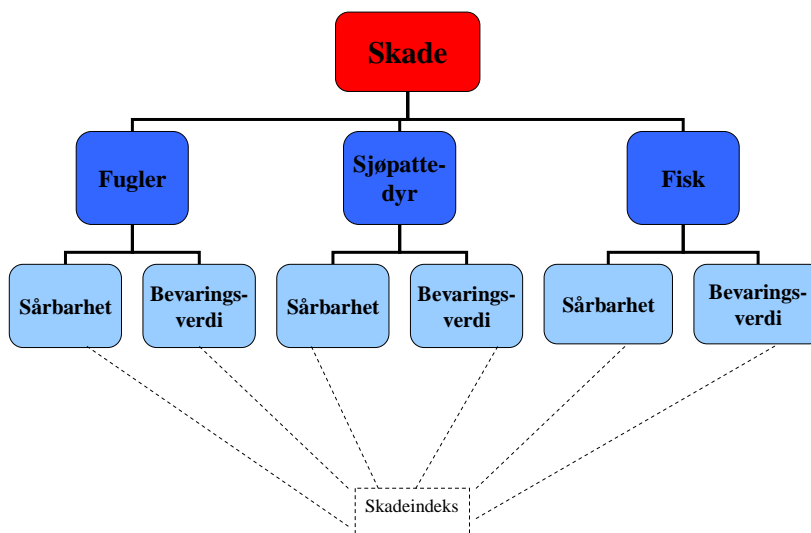 Skade
Fugler
Sjøpatte-
dyr
Fisk
Sårbarhet
Bevarings-
verdi
Sårbarhet
Bevarings-
verdi
Sårbarhet
Bevarings-
verdi
Skadeindeks